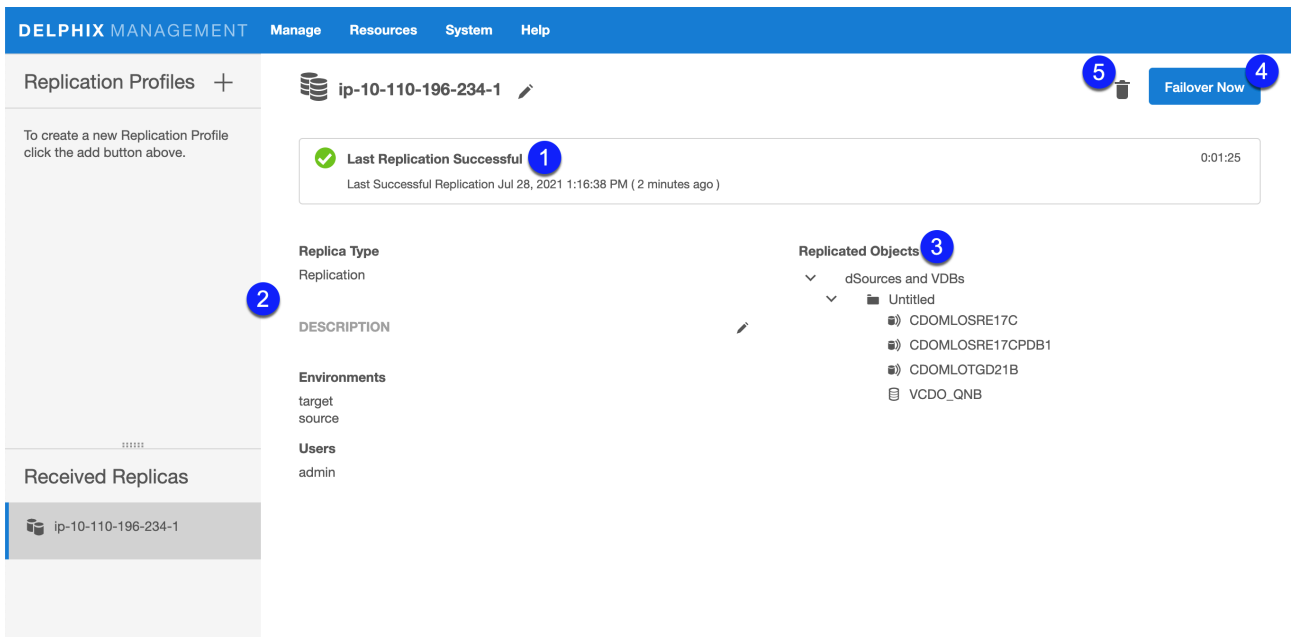 DELPHIX MANAGEMENT Manage Resources System Help
Replication Profiles
To create a new Replication Profile
click the add button above.
Received Replicas
ip-10-110-196-234-1
ip-10-110-196-234-1
5
Failover Now
4
Last Replication Successful
1
0:01:25
Last Successful Replication Jul 28, 2021 1:16:38 PM ( 2 minutes ago )
2
Replica Type
Replication
DESCRIPTION
Environments
target
source
Users
admin
Replicated Objects
3
dSources and VDBs
Untitled
CDOMLOSRE17C
CDOMLOSRE17CPDB1
CDOMLOTGD21B
VCDO_QNB